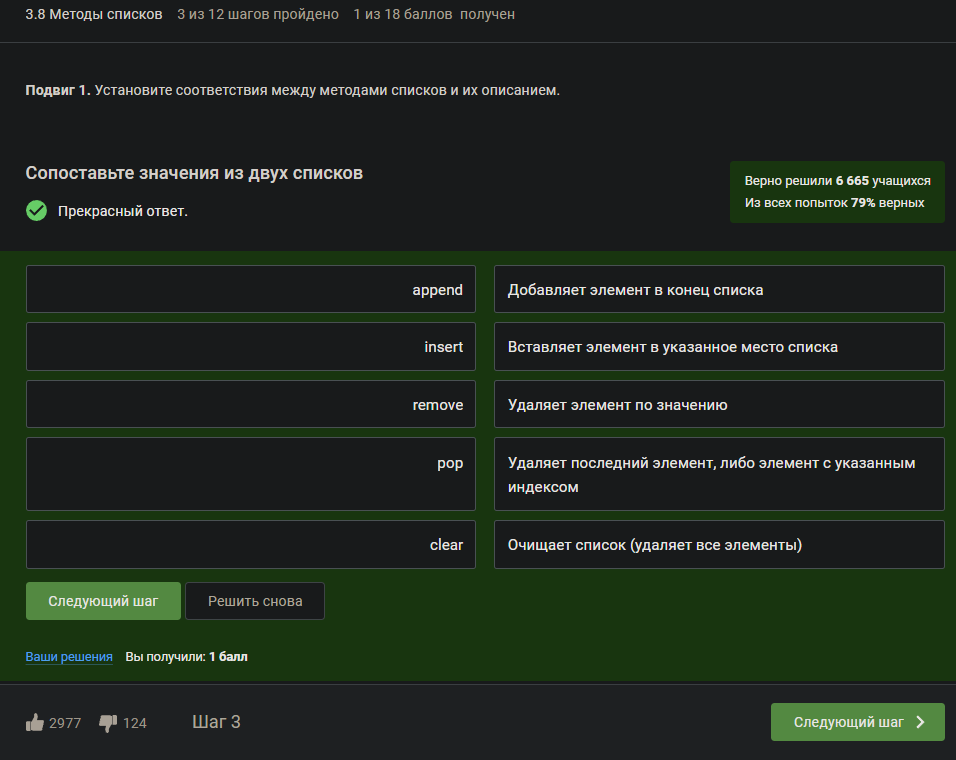 3.8 Методы списков 3 из 12 шагов пройдено 1 из 18 баллов получен
Подвиг 1. Установите соответствия между методами списков и их описанием.
Сопоставьте значения из двух списков
Прекрасный ответ.
Верно решили 6 665 учащихся
Из всех попыток 79% верных
append
Добавляет элемент в конец списка
insert
Вставляет элемент в указанное место списка
remove
Удаляет элемент по значению
pop
Удаляет последний элемент, либо элемент с указанным
индексом
clear
Очищает список (удаляет все элементы)
Следующий шаг Решить снова
Ваши решения Вы получили: 1 балл
2977 124 Шаг 3 Следующий шаг